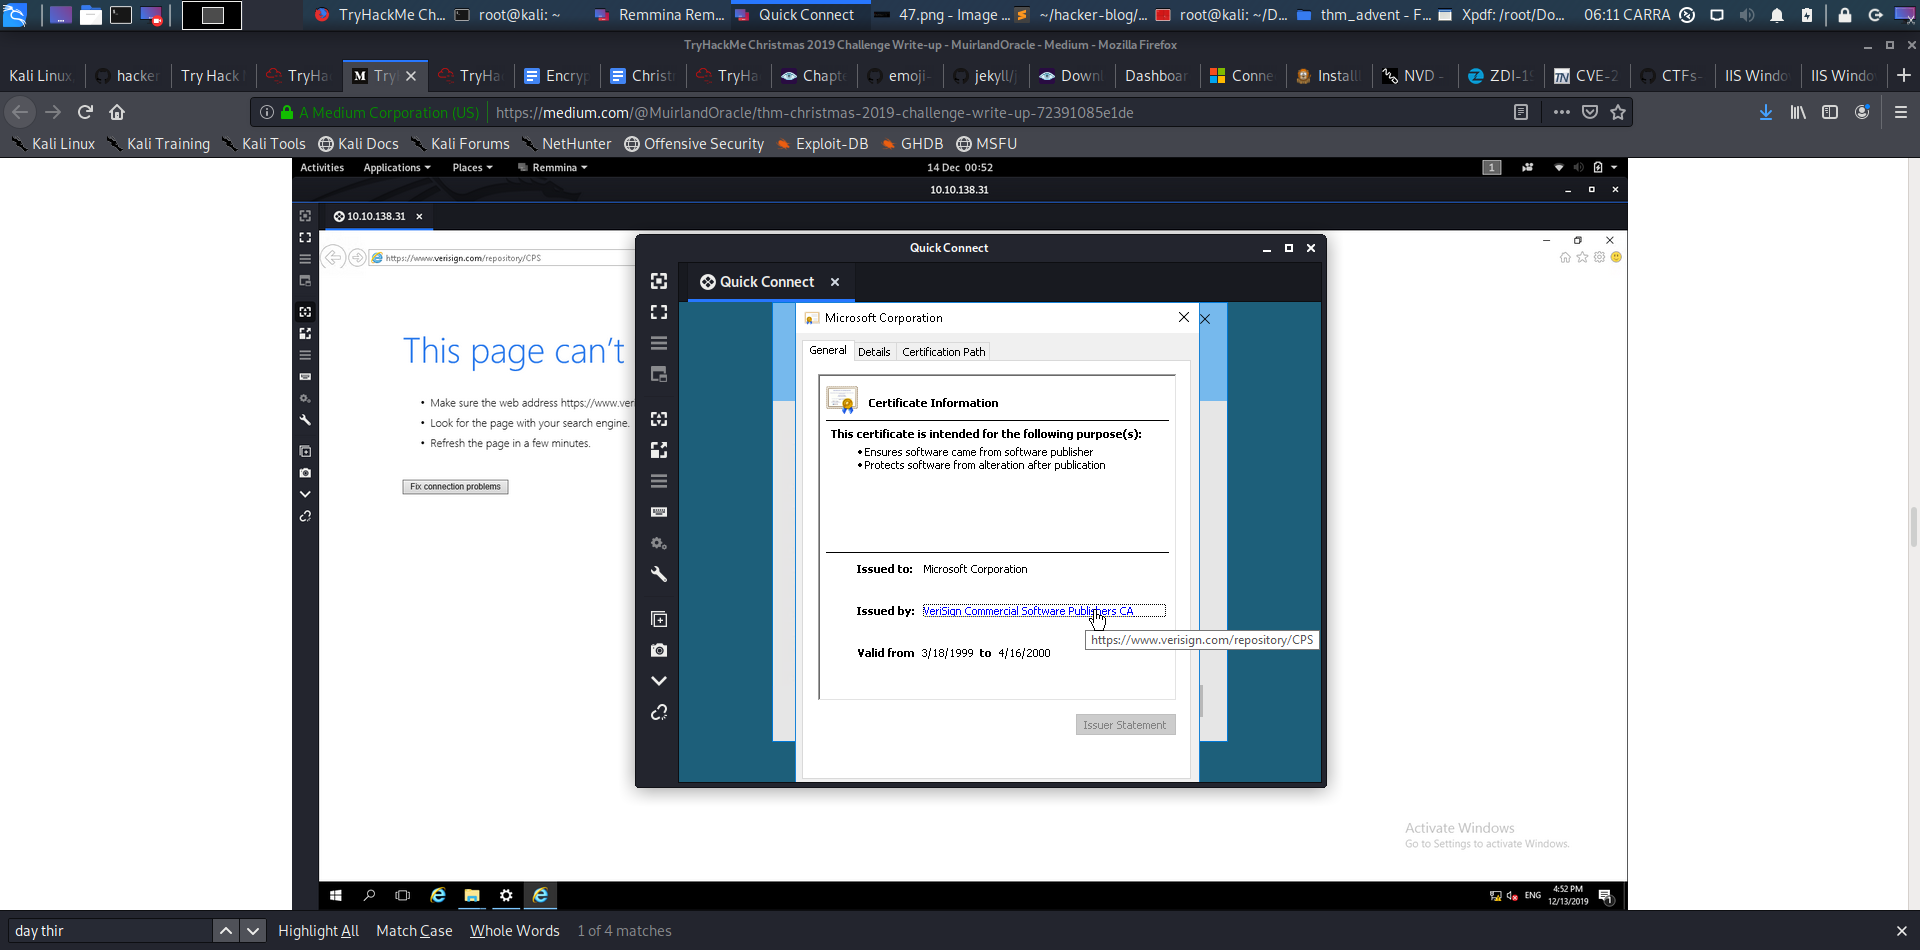 TryHackMe Ch... root@kali: ~ Remmina Rem... Quick Connect 47.png - Image ... ~/hacker-blog/... root@kali: ~/D... thm_advent - F... Xpdf: /root/Do... 06:11 CARRA
TryHackMe Christmas 2019 Challenge Write-up - MuirlandOracle - Medium - Mozilla Firefox
Kali Linux hacker Try Hack TryHa Try TryHa Encry Christ TryHa Chapte emoji- jekyll/j Downl Dashboar Conne Install NVD - ZDI-19 CVE-2 CTFs- IIS Windo IIS Windo
A Medium Corporation (US) https://medium.com/@MuirlandOracle/thm-christmas-2019-challenge-write-up-72391085e1de
Kali Linux Kali Training Kali Tools Kali Docs Kali Forums NetHunter Offensive Security Exploit-DB GHDB MSFU
Activities Applications Places Remmina 14 Dec 00:52 1
10.10.138.31
10.10.138.31
https://www.verisign.com/repository/CPS
This page can't
• Make sure the web address https://www.ver
• Look for the page with your search engine.
• Refresh the page in a few minutes.
Fix connection problems
Quick Connect
Quick Connect
Microsoft Corporation
General Details Certification Path
Certificate Information
This certificate is intended for the following purpose(s):
• Ensures software came from software publisher
• Protects software from alteration after publication
Issued to: Microsoft Corporation
Issued by: VeriSign Commercial Software Publishers CA
https://www.verisign.com/repository/CPS
Valid from 3/18/1999 to 4/16/2000
Issuer Statement
Activate Windows
Go to Settings to activate Windows.
ENG 4:52 PM
12/13/2019 1
day thir Highlight All Match Case Whole Words 1 of 4 matches